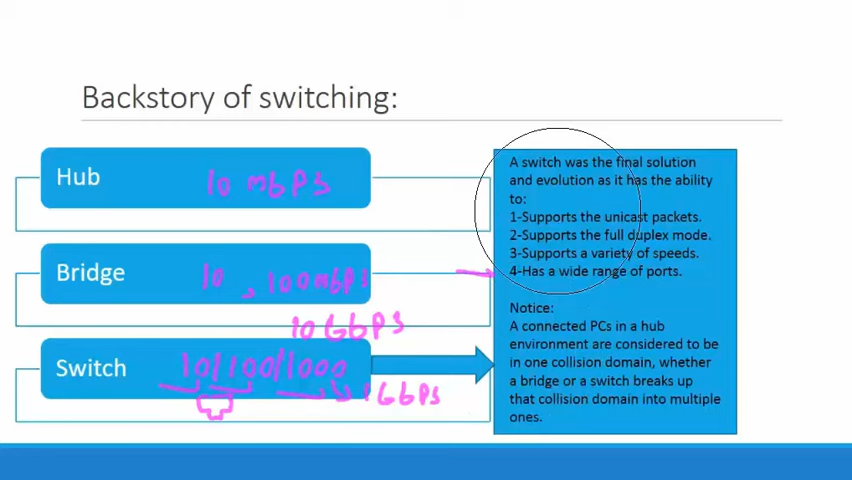 Backstory of switching:
Hub
10 mbps
Bridge
10, 100mbps
10Gbps
Switch
10/100/1000
1Gbps
A switch was the final solution
and evolution as it has the ability
to:
1-Supports the unicast packets.
2-Supports the full duplex mode.
3-Supports a variety of speeds.
4-Has a wide range of ports.
Notice:
A connected PCs in a hub
environment are considered to be
in one collision domain, whether
a bridge or a switch breaks up
that collision domain into multiple
ones.